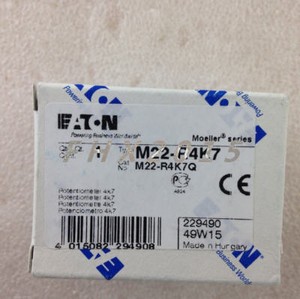 EATON
Powering Business Worldwide
Moeller® series
M22-R4K7
M22-R4K7Q
CE
Potentiometer 4k7
Potentiometer 4k7
Potentiometre 4k7
Potenciometro 4k7
229490
49W15
4 015082 294908
Made in Hungary